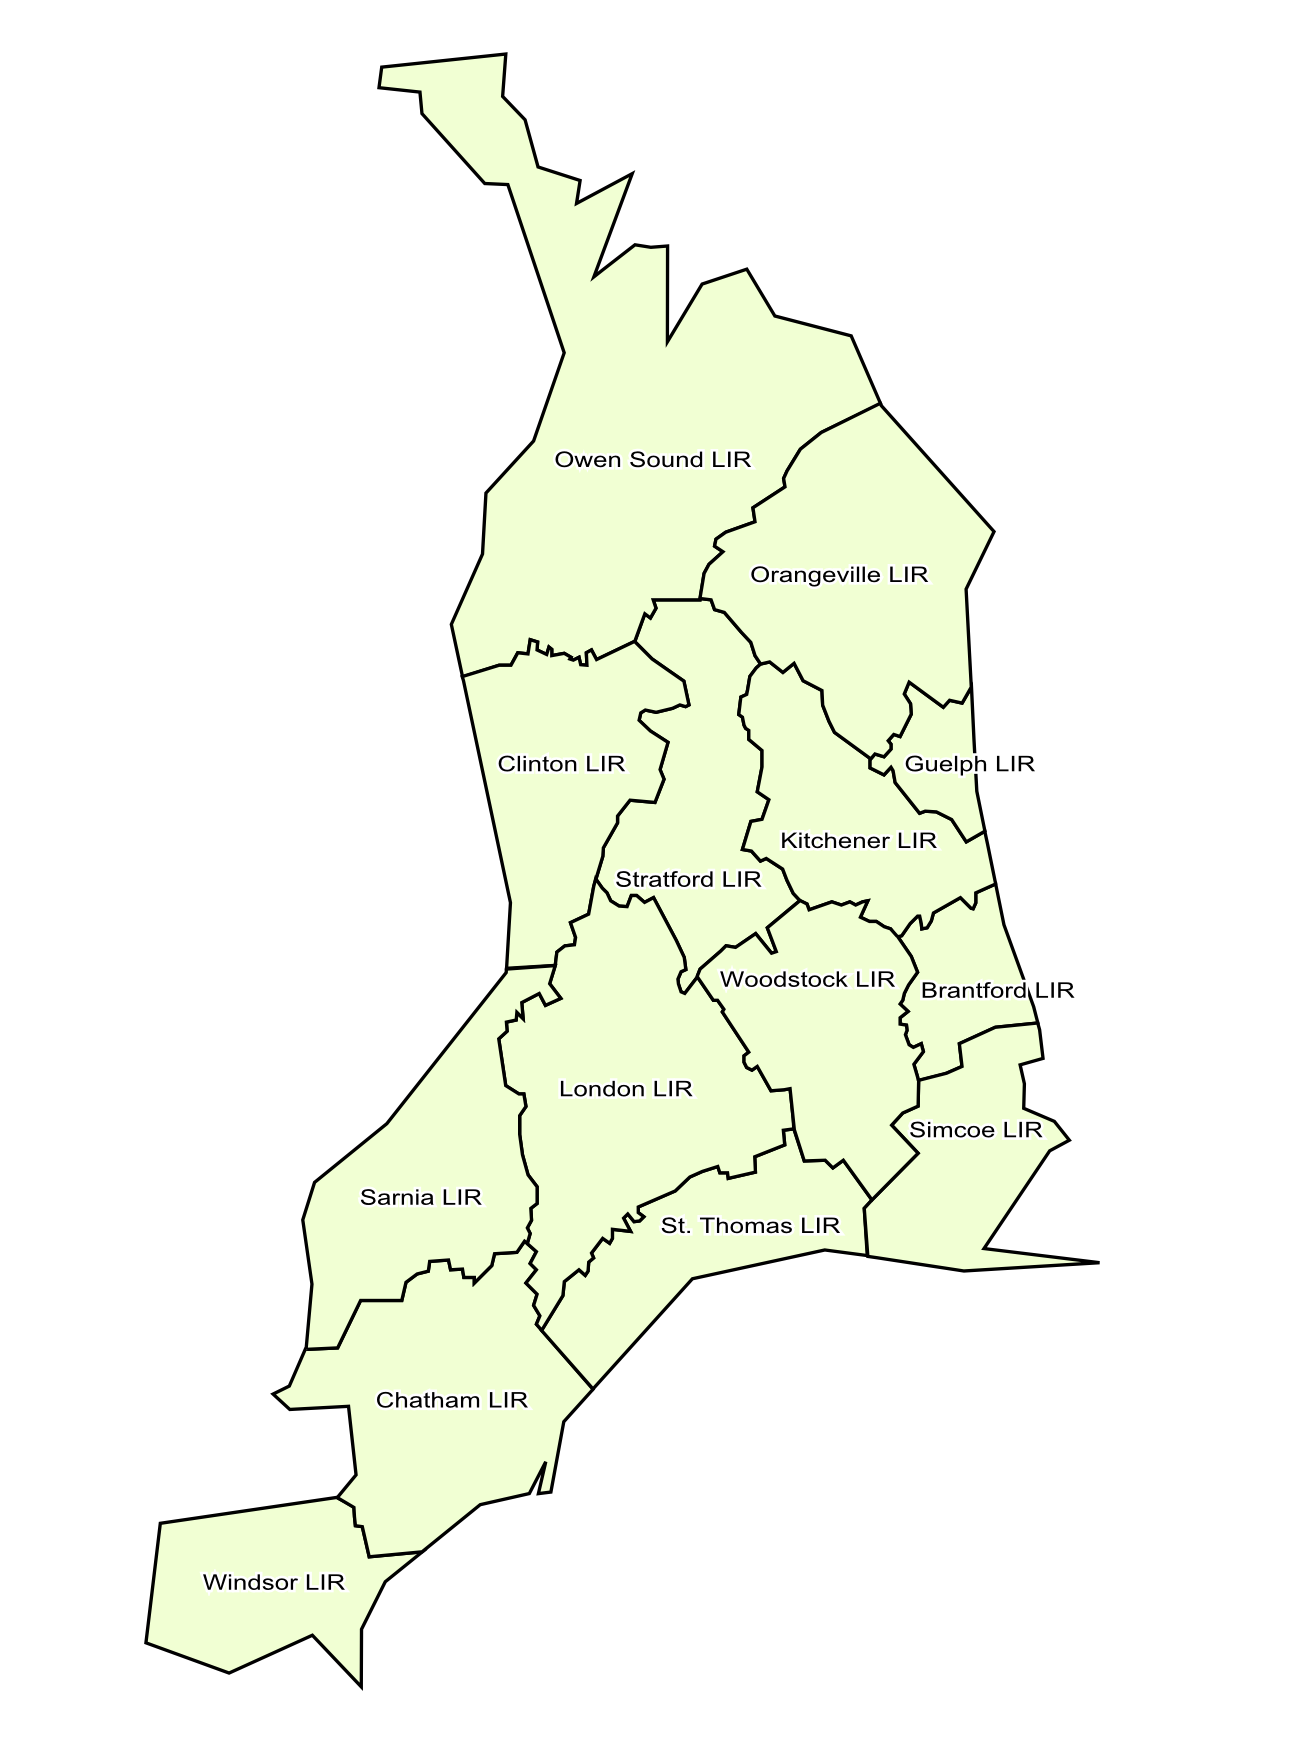 Owen Sound LIR
Orangeville LIR
Clinton LIR
Guelph LIR
Kitchener LIR
Stratford LIR
Woodstock LIR
Brantford LIR
London LIR
Simcoe LIR
Sarnia LIR
St. Thomas LIR
Chatham LIR
Windsor LIR